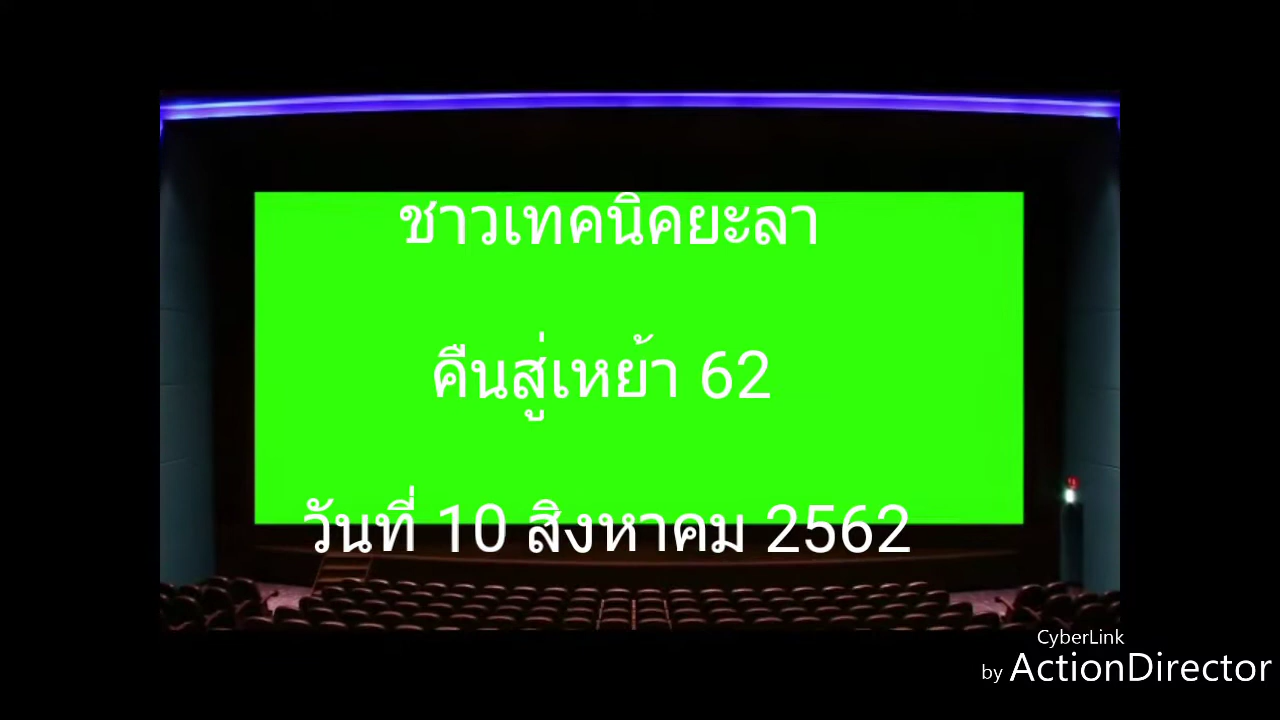 ชาวเทคนิคยะลา
คืนสู่เหย้า 62
วันที่ 10 สิงหาคม 2562
CyberLink
by ActionDirector